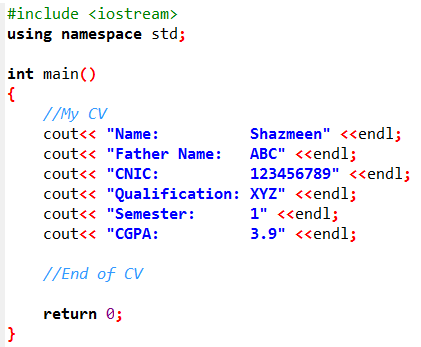 #include <iostream>
using namespace std;

int main()
{
    //My CV
    cout<< "Name:          Shazmeen" <<endl;
    cout<< "Father Name:   ABC" <<endl;
    cout<< "CNIC:          123456789" <<endl;
    cout<< "Qualification: XYZ" <<endl;
    cout<< "Semester:      1" <<endl;
    cout<< "CGPA:          3.9" <<endl;

    //End of CV

    return 0;
}